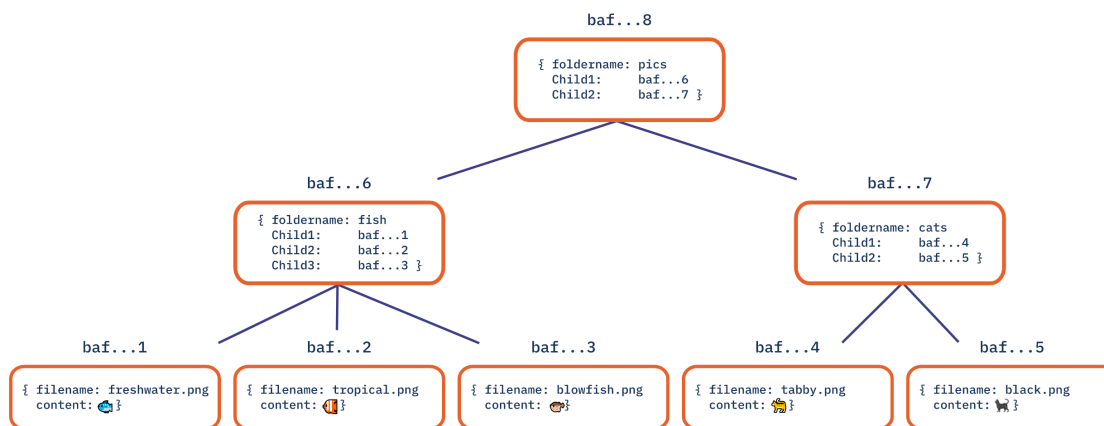 baf...8
{ foldername: pics
Child1: baf...6
Child2: baf...7 }
baf...6
{ foldername: fish
Child1: baf...1
Child2: baf...2
Child3: baf...3 }
baf...7
{ foldername: cats
Child1: baf...4
Child2: baf...5 }
baf...1
{ filename: freshwater.png
content: }
baf...2
{ filename: tropical.png
content: }
baf...3
{ filename: blowfish.png
content: }
baf...4
{ filename: tabby.png
content: }
baf...5
{ filename: black.png
content: }